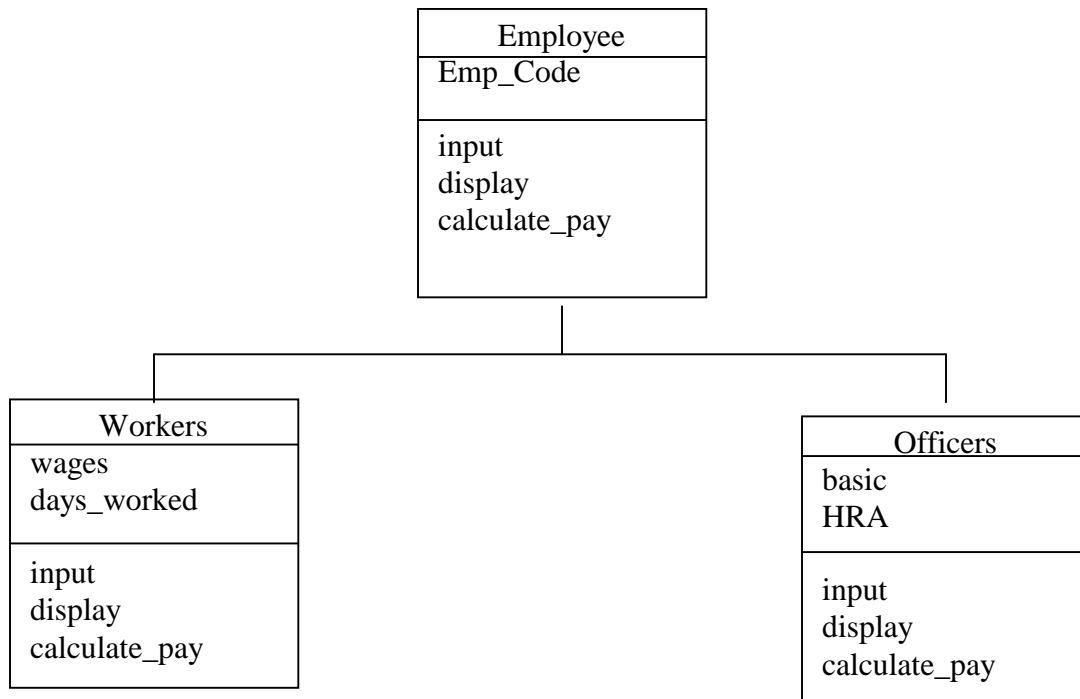 Employee
Emp_Code
input
display
calculate_pay
Workers
wages
days_worked
input
display
calculate_pay
Officers
basic
HRA
input
display
calculate_pay